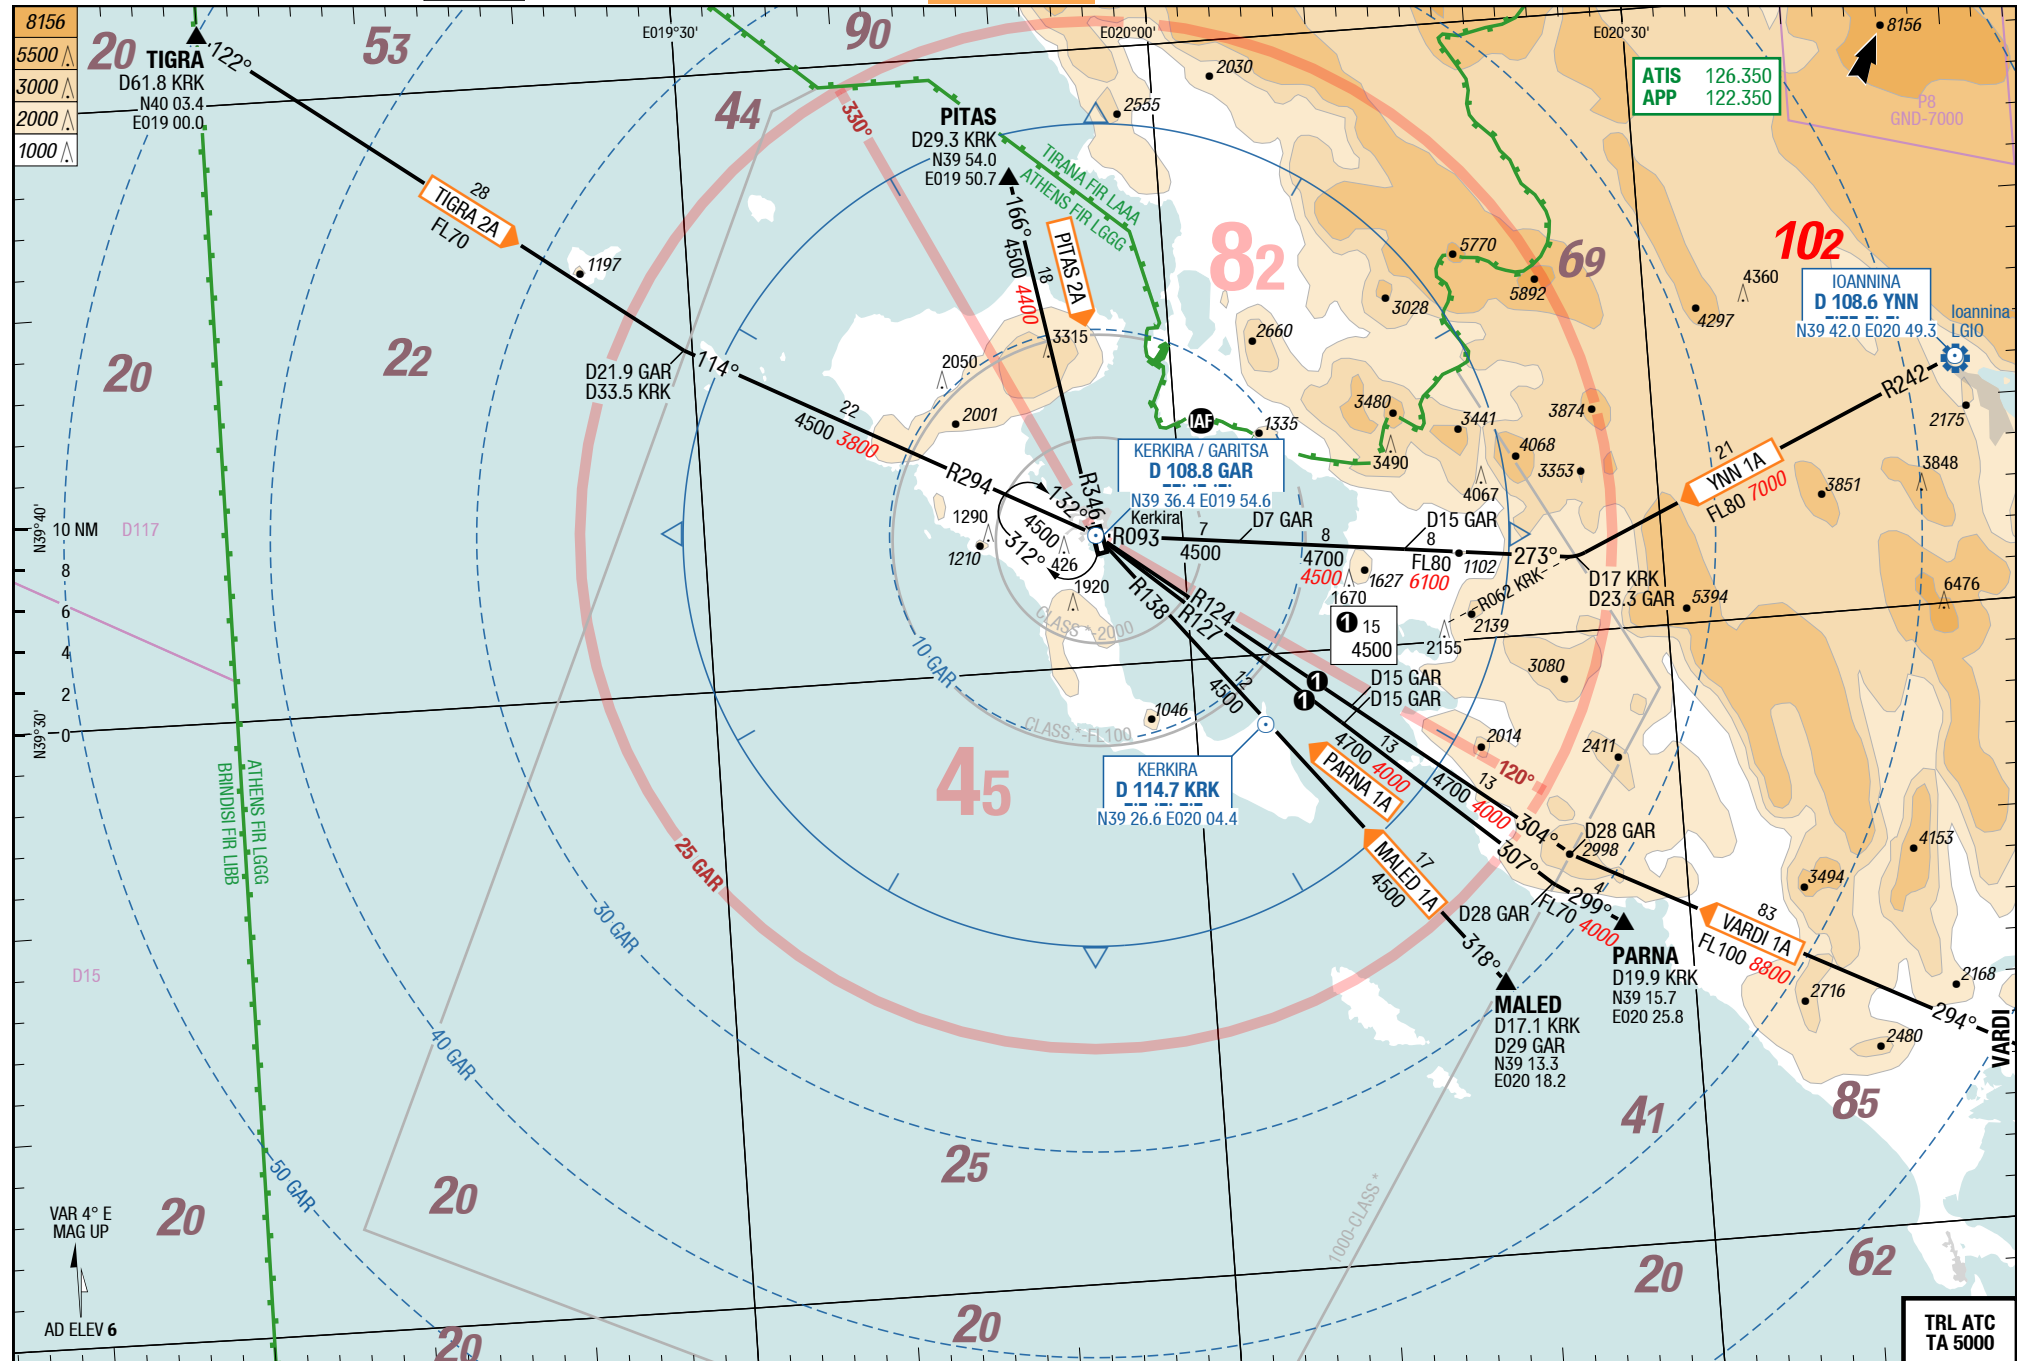 8156
5500
3000
2000
1000
20
TIGRA
D61.8 KRK
N40 03.4
E019 00.0
122°
53
90
44
E019°30'
E020°00'
E020°30'
330°
2030
2555
PITAS
D29.3 KRK
N39 54.0
E019 50.7
TIRANA FIR LAAA
ATHENS FIR LGGG
ATIS 126.350
APP 122.350
8156
P8
GND-7000
28
TIGRA 2A
FL70
1197
166°
4500 4400
18
PITAS 2A
82
5770
5892
69
102
4360
4297
3028
2660
IOANNINA
D 108.6 YNN
N39 42.0 E020 49.3
Ioannina
LGIO
R242
2175
20
22
D21.9 GAR
D33.5 KRK
114°
22
4500 3800
2050
2001
3315
R294
R346
IAF
1335
KERKIRA / GARITSA
D 108.8 GAR
N39 36.4 E019 54.6
3480
3490
3441
4068
3874
3353
4067
21
YNN 1A
FL80 7000
3851
3848
N39°40'
10 NM
8
6
4
2
0
N39°30'
D117
1290
1210
132°
4500
312°
426
1920
Kerkira
R093
7
4500
D7 GAR
8
4700
4500
D15 GAR
8
FL80
6100
1102
273°
1627
1670
D17 KRK
D23.3 GAR
R062 KRK
2139
2155
5394
6476
CLASS *-2000
R138
R127
R124
1 15
4500
3080
10 GAR
CLASS *-FL100
1046
12
4500
1
1
D15 GAR
D15 GAR
45
KERKIRA
D 114.7 KRK
N39 26.6 E020 04.4
PARNA 1A
13
4700 4000
13
4700 4000
2014
120°
2411
ATHENS FIR LGGG
BRINDISI FIR LIBB
25 GAR
30 GAR
17
MALED 1A
4500
304°
307°
D28 GAR
2998
4
299°
FL70 4000
D28 GAR
318°
PARNA
D19.9 KRK
N39 15.7
E020 25.8
MALED
D17.1 KRK
D29 GAR
N39 13.3
E020 18.2
83
VARDI 1A
FL100 8800
3494
4153
2716
2168
2480
294°
VARDI
D15
40 GAR
50 GAR
20
20
25
20
20
41
85
20
62
1000-CLASS *
VAR 4° E
MAG UP
AD ELEV 6
TRL ATC
TA 5000